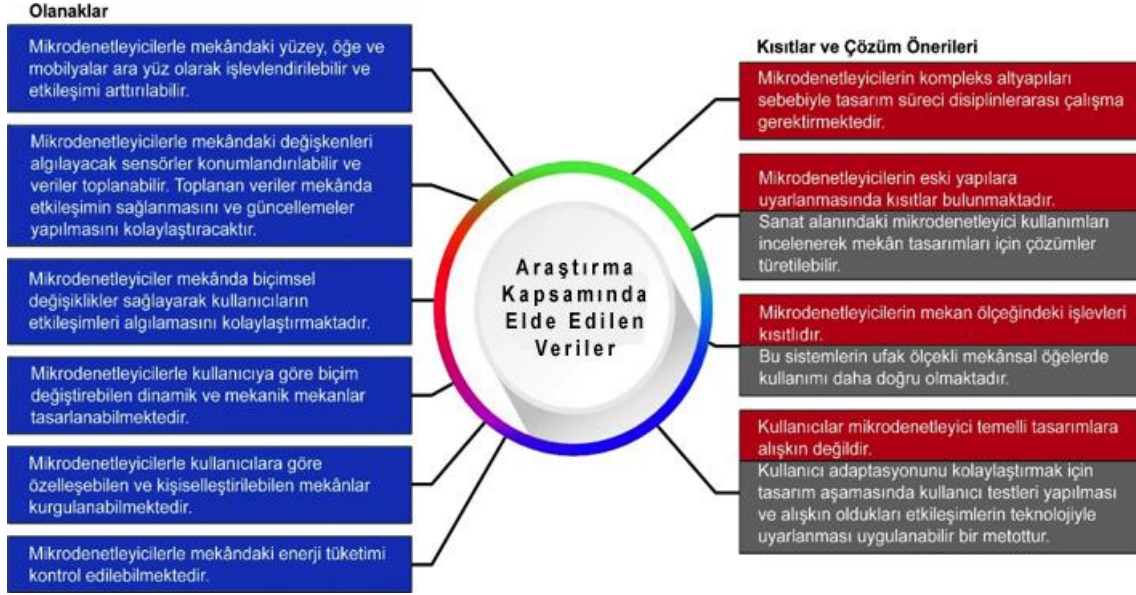 Olanaklar
Mikrodenetleyicilerle mekândaki yüzey, öğe ve
mobilyalar ara yüz olarak işlevlendirilebilir ve
etkileşimi arttırılabilir.
Mikrodenetleyicilerle mekândaki değişkenleri
algılayacak sensörler konumlandırılabilir ve
veriler toplanabilir. Toplanan veriler mekânda
etkileşimin sağlanmasını ve güncellemeler
yapılmasını kolaylaştıracaktır.
Mikrodenetleyiciler mekânda biçimsel
değişiklikler sağlayarak kullanıcıların
etkileşimleri algılamasını kolaylaştırmaktadır.
Mikrodenetleyicilerle kullanıcıya göre biçim
değiştirebilen dinamik ve mekanik mekanlar
tasarlanabilmektedir.
Mikrodenetleyicilerle kullanıcılara göre
özelleşebilen ve kişiselleştirilebilen mekânlar
kurgulanabilmektedir.
Mikrodenetleyicilerle mekândaki enerji tüketimi
kontrol edilebilmektedir.
Araştırma
Kapsamında
Elde Edilen
Veriler
Kısıtlar ve Çözüm Önerileri
Mikrodenetleyicilerin kompleks altyapıları
sebebiyle tasarım süreci disiplinlerarası çalışma
gerektirmektedir.
Mikrodenetleyicilerin eski yapılara
uyarlanmasında kısıtlar bulunmaktadır.
Sanat alanındaki mikrodenetleyici kullanımları
incelenerek mekân tasarımları için çözümler
türetilebilir.
Mikrodenetleyicilerin mekan ölçeğindeki işlevleri
kısıtlıdır.
Bu sistemlerin ufak ölçekli mekânsal öğelerde
kullanımı daha doğru olmaktadır.
Kullanıcılar mikrodenetleyici temelli tasarımlara
alışkın değildir.
Kullanıcı adaptasyonunu kolaylaştırmak için
tasarım aşamasında kullanıcı testleri yapılması
ve alışkın oldukları etkileşimlerin teknolojiyle
uyarlanması uygulanabilir bir metottur.